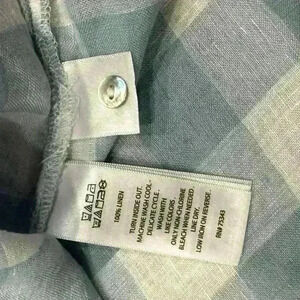 100% LINEN
TURN INSIDE OUT.
MACHINE WASH COOL -
DELICATE CYCLE.
WASH WITH
LIKE COLORS.
ONLY NON-CHLORINE
BLEACH WHEN NEEDED.
LINE DRY.
LOW IRON ON REVERSE.
RN# 73343